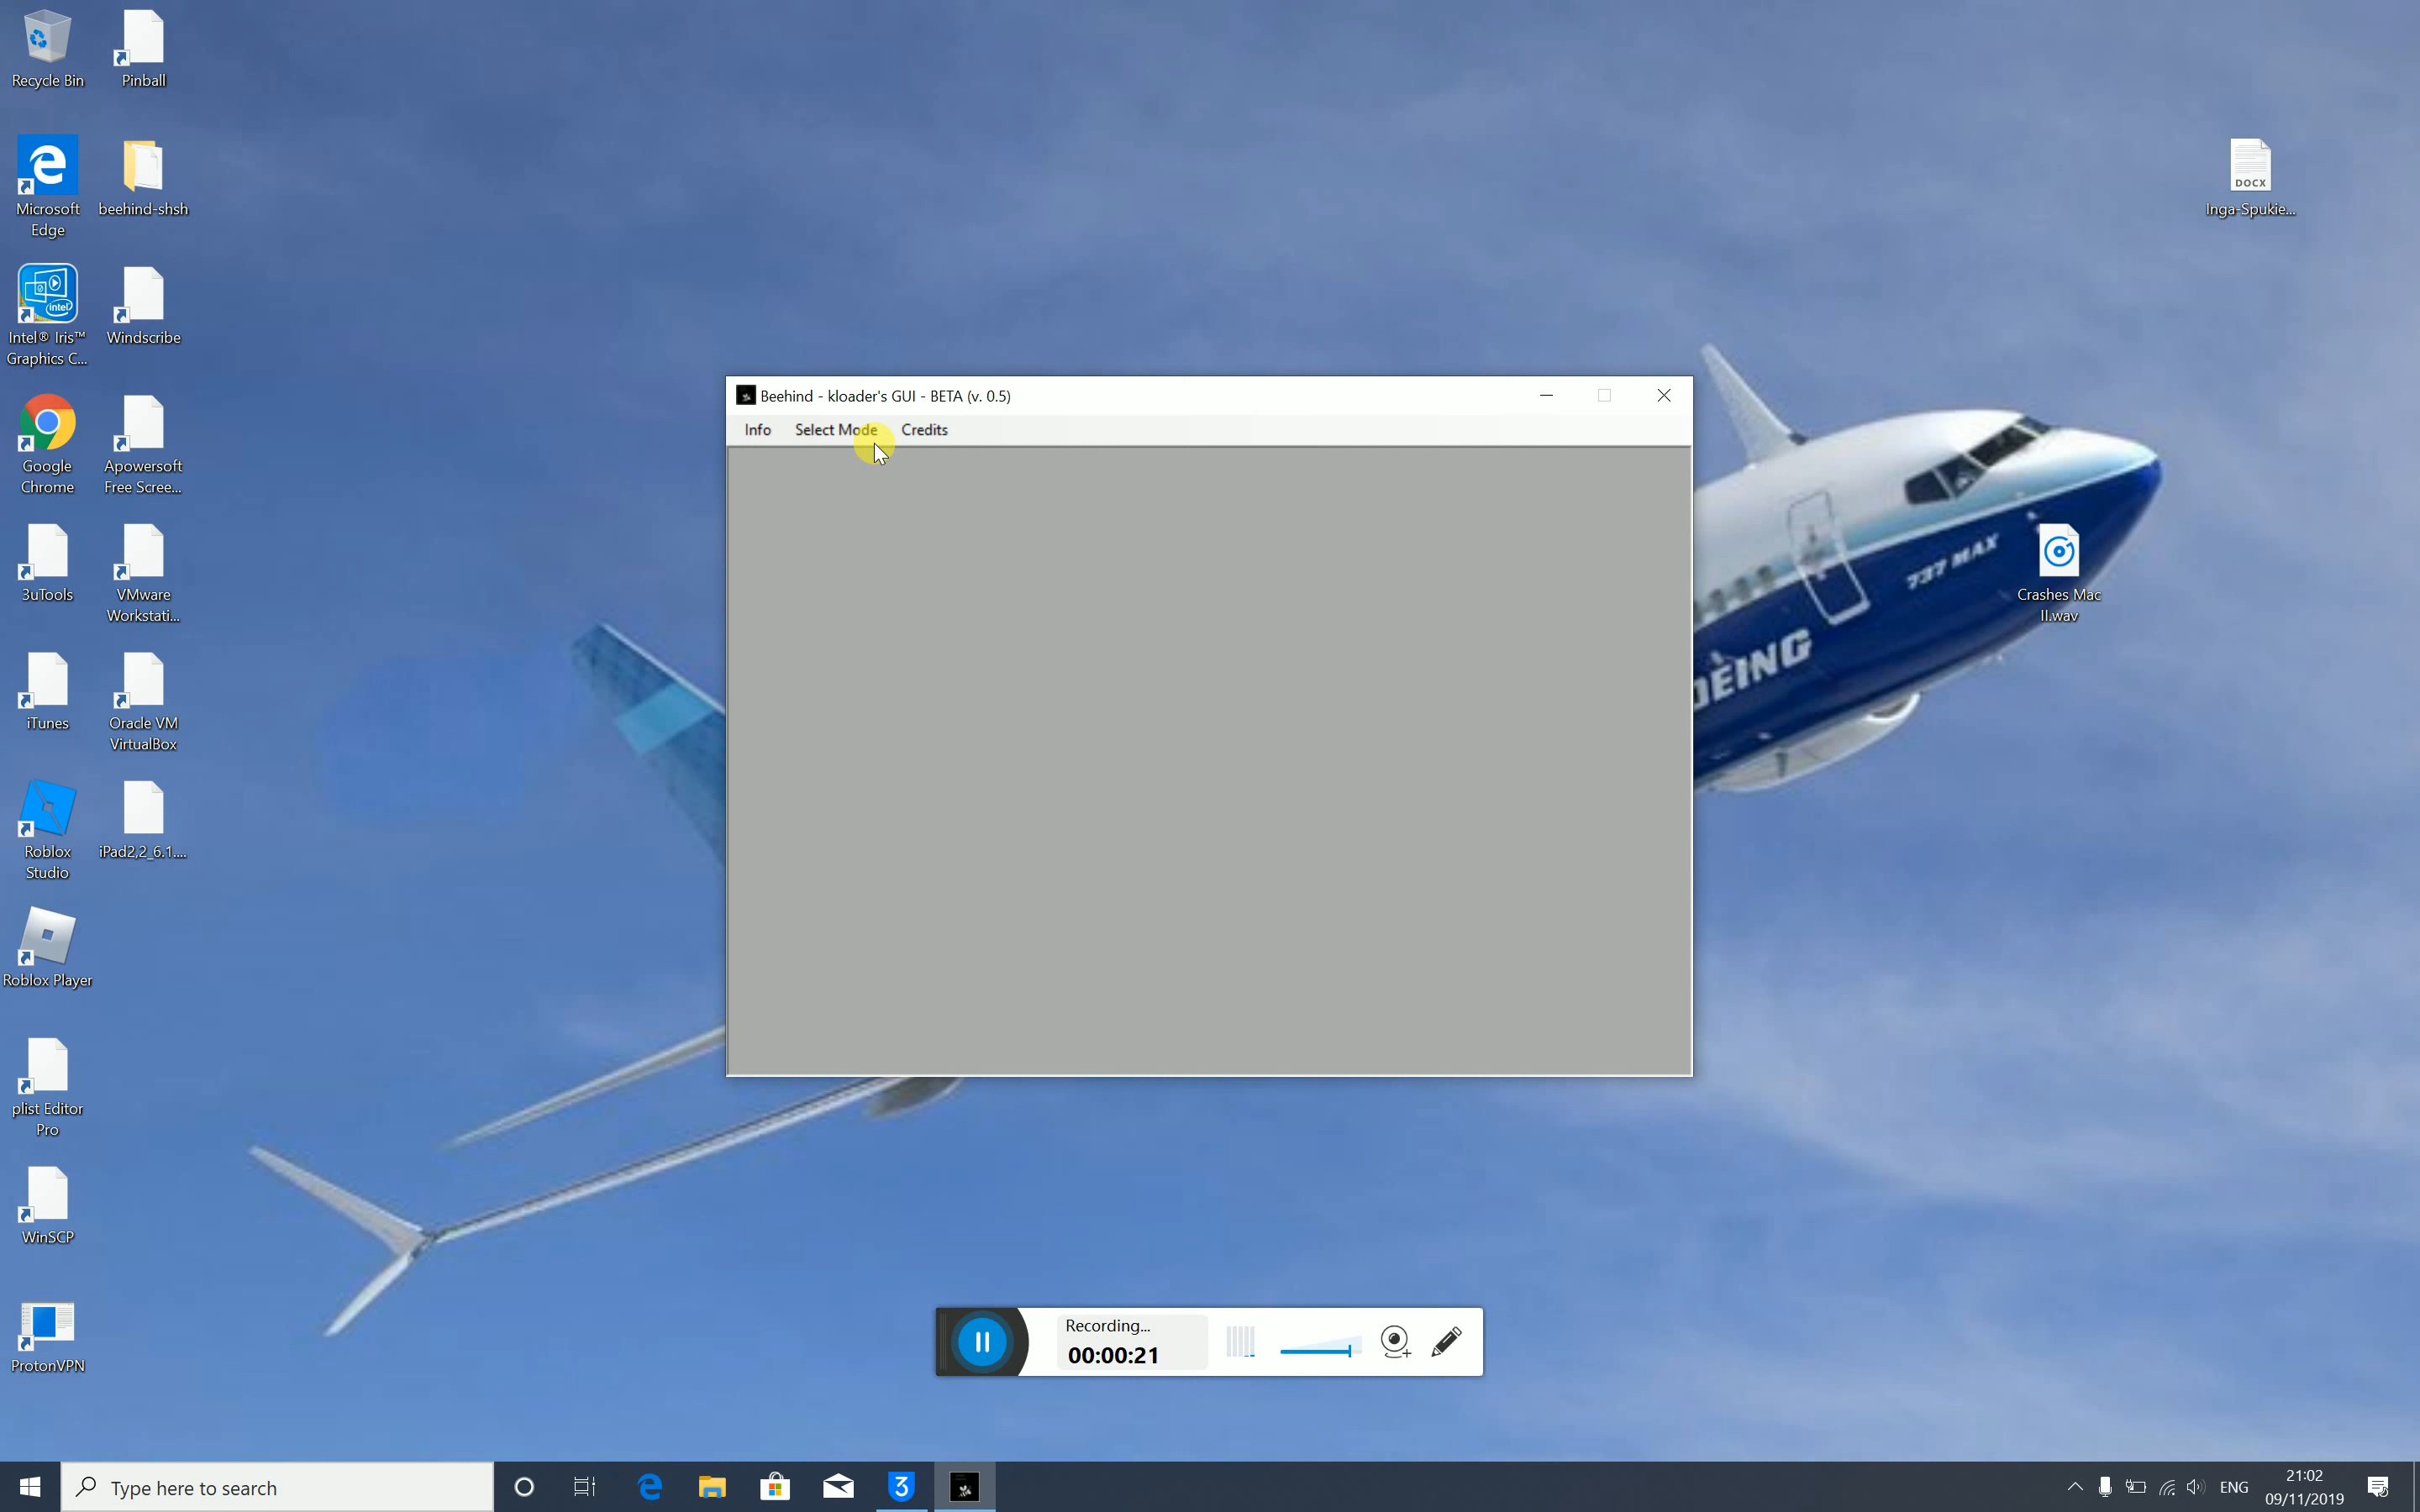 Recycle Bin
Pinball
Microsoft
Edge
beehind-shsh
Intel® Iris™
Graphics C...
Windscribe
Google
Chrome
Apowersoft
Free Scree...
3uTools
VMware
Workstati...
iTunes
Oracle VM
VirtualBox
Roblox
Studio
iPad2,2_6.1....
Roblox Player
plist Editor
Pro
WinSCP
ProtonVPN
intel
DOCX
Inga-Spukie...
Crashes Mac
II.wav
737 MAX
OEING
Beehind - kloader's GUI - BETA (v. 0.5)
Info Select Mode Credits
Recording...
00:00:21
Type here to search
3
ENG
21:02
09/11/2019